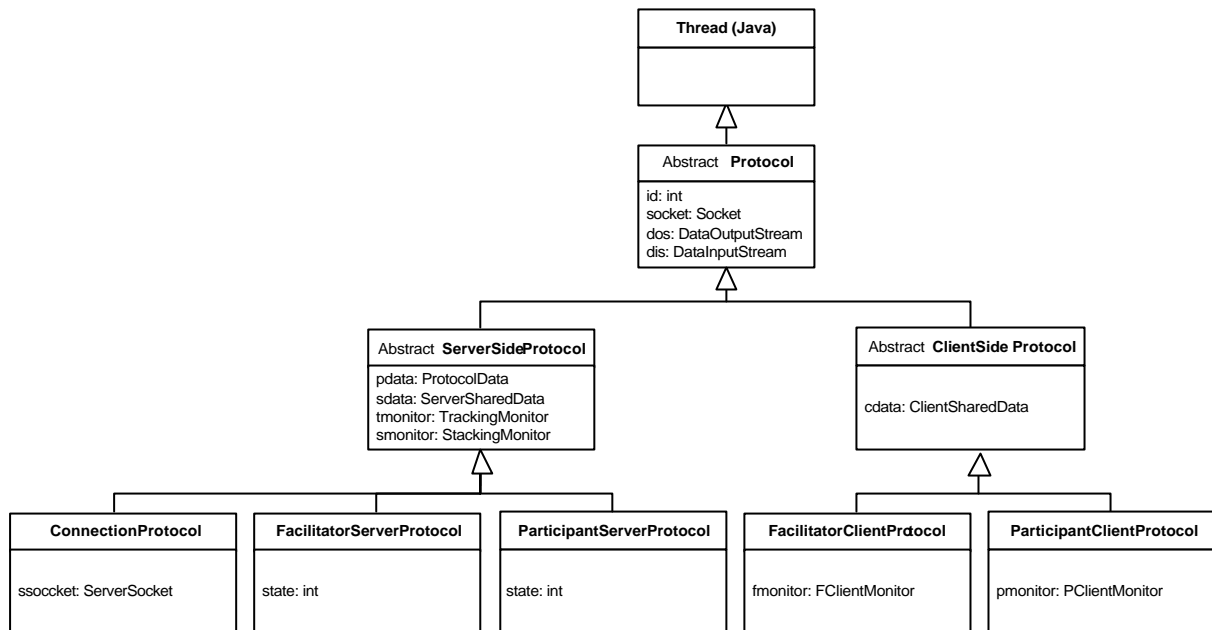 Thread (Java)
Abstract Protocol
id: int
socket: Socket
dos: DataOutputStream
dis: DataInputStream
Abstract ServerSideProtocol
pdata: ProtocolData
sdata: ServerSharedData
tmonitor: TrackingMonitor
smonitor: StackingMonitor
Abstract ClientSide Protocol
cdata: ClientSharedData
ConnectionProtocol
ssoccket: ServerSocket
FacilitatorServerProtocol
state: int
ParticipantServerProtocol
state: int
FacilitatorClientProtocol
fmonitor: FClientMonitor
ParticipantClientProtocol
pmonitor: PClientMonitor